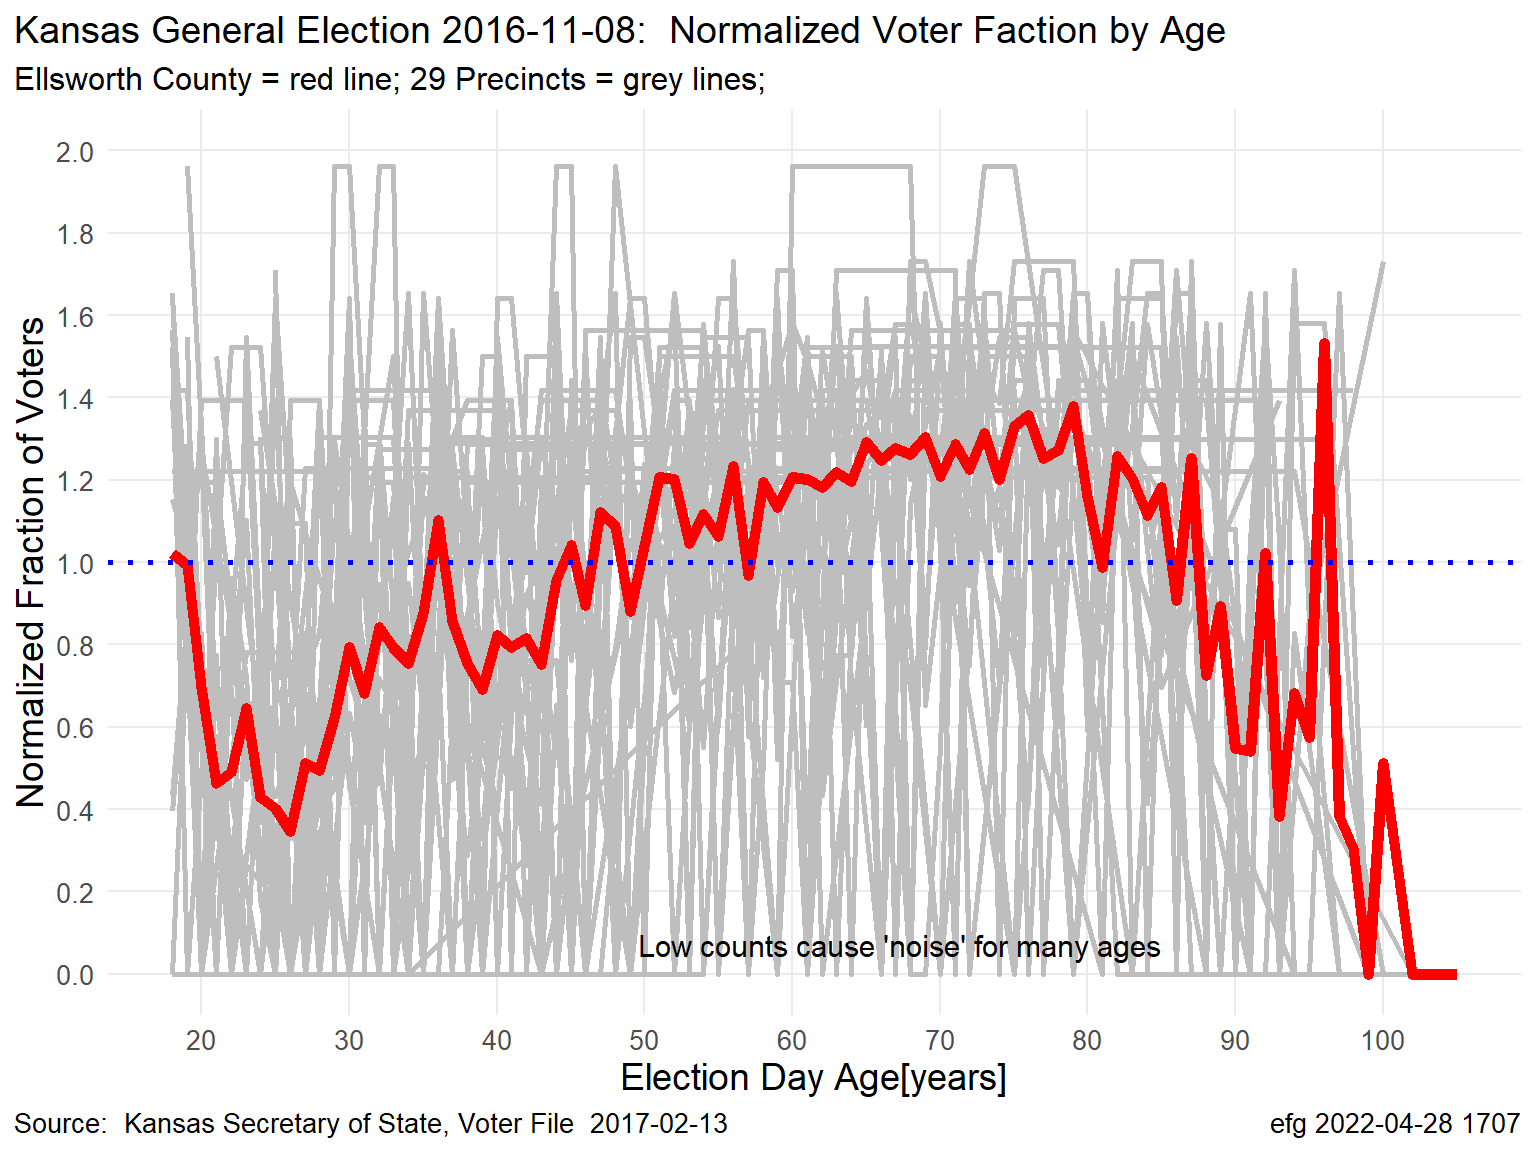 Kansas General Election 2016-11-08:  Normalized Voter Faction by Age
Ellsworth County = red line; 29 Precincts = grey lines;
Normalized Fraction of Voters
2.0
1.8
1.6
1.4
1.2
1.0
0.8
0.6
0.4
0.2
0.0
Low counts cause 'noise' for many ages
20 30 40 50 60 70 80 90 100
Election Day Age[years]
Source:  Kansas Secretary of State, Voter File  2017-02-13
efg 2022-04-28 1707